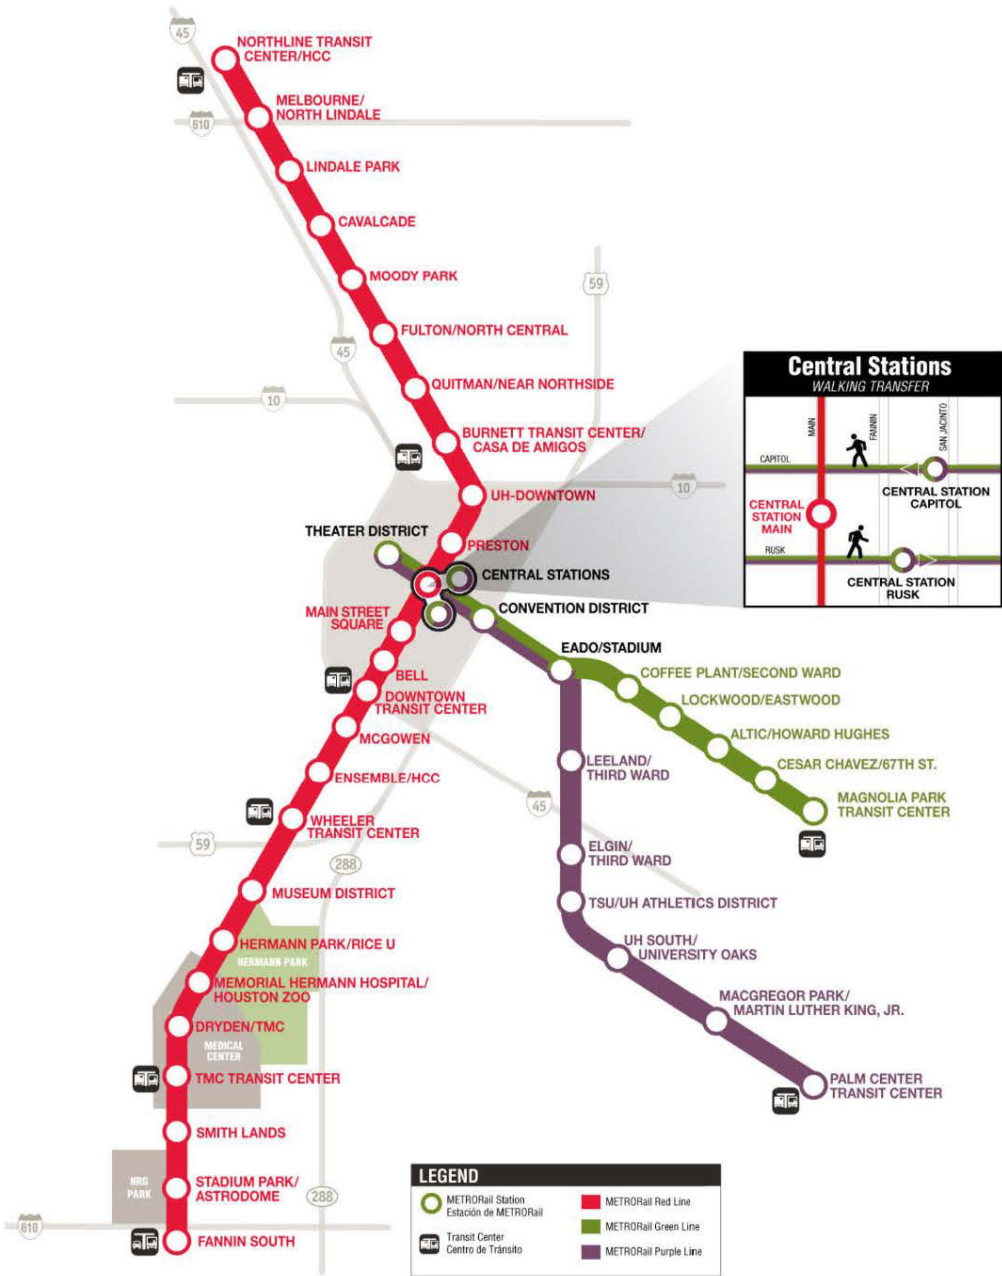 45
NORTHLINE TRANSIT
CENTER/HCC
MELBOURNE/
NORTH LINDALE
610
LINDALE PARK
CAVALCADE
MOODY PARK
59
FULTON/NORTH CENTRAL
45
QUITMAN/NEAR NORTHSIDE
10
BURNETT TRANSIT CENTER/
CASA DE AMIGOS
10
UH-DOWNTOWN
THEATER DISTRICT
PRESTON
CENTRAL STATIONS
MAIN STREET
SQUARE
CONVENTION DISTRICT
EADO/STADIUM
BELL
COFFEE PLANT/SECOND WARD
DOWNTOWN
TRANSIT CENTER
LOCKWOOD/EASTWOOD
MCGOWEN
ALTIC/HOWARD HUGHES
LEELAND/
THIRD WARD
CESAR CHAVEZ/67TH ST.
ENSEMBLE/HCC
MAGNOLIA PARK
TRANSIT CENTER
45
WHEELER
TRANSIT CENTER
59
288
ELGIN/
THIRD WARD
MUSEUM DISTRICT
TSU/UH ATHLETICS DISTRICT
HERMANN PARK/RICE U
HERMANN PARK
UH SOUTH/
UNIVERSITY OAKS
MEMORIAL HERMANN HOSPITAL/
HOUSTON ZOO
MACGREGOR PARK/
MARTIN LUTHER KING, JR.
DRYDEN/TMC
MEDICAL
CENTER
TMC TRANSIT CENTER
PALM CENTER
TRANSIT CENTER
SMITH LANDS
NRG
PARK
STADIUM PARK/
ASTRODOME
288
610
FANNIN SOUTH
Central Stations
WALKING TRANSFER
MAIN
FANNIN
SAN JACINTO
CAPITOL
CENTRAL STATION
CAPITOL
CENTRAL
STATION
MAIN
RUSK
CENTRAL STATION
RUSK
LEGEND
METRORail Station
Estación de METRORail
Transit Center
Centro de Tránsito
METRORail Red Line
METRORail Green Line
METRORail Purple Line